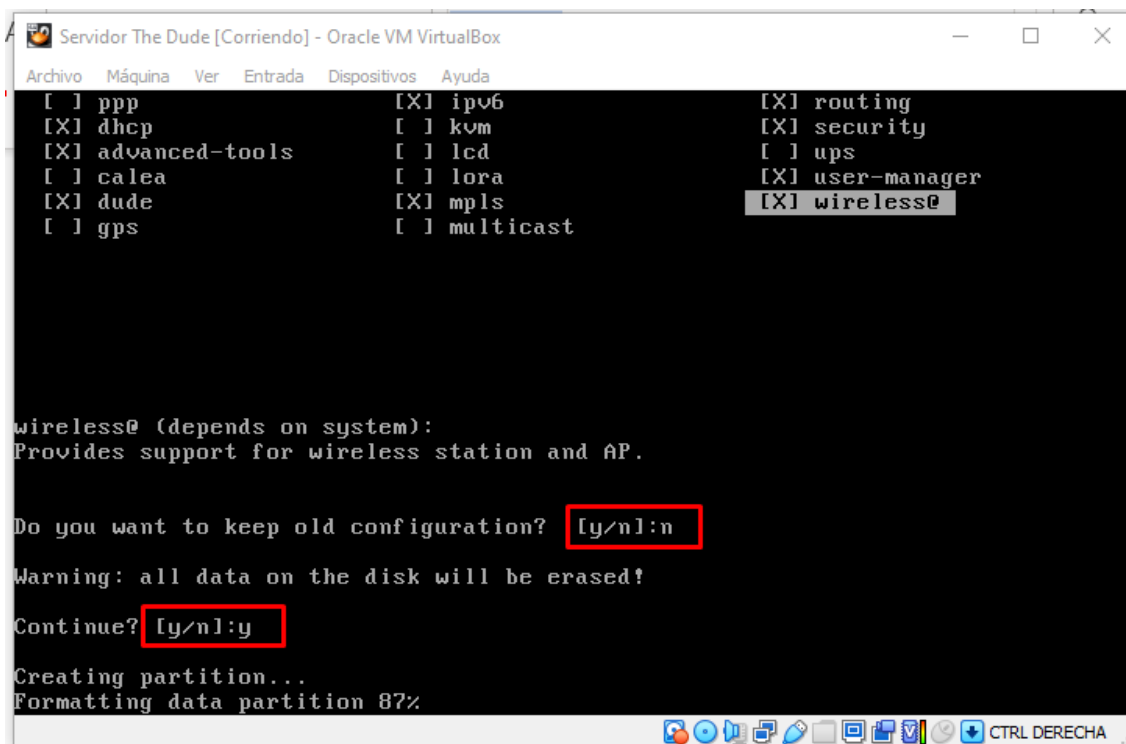 Servidor The Dude [Corriendo] - Oracle VM VirtualBox
Archivo Máquina Ver Entrada Dispositivos Ayuda
[ ] ppp [X] ipv6 [X] routing
[X] dhcp [ ] kvm [X] security
[X] advanced-tools [ ] lcd [ ] ups
[ ] calea [ ] lora [X] user-manager
[X] dude [X] mpls [X] wireless@
[ ] gps [ ] multicast
wireless@ (depends on system):
Provides support for wireless station and AP.
Do you want to keep old configuration? [y/n]:n
Warning: all data on the disk will be erased!
Continue? [y/n]:y
Creating partition...
Formatting data partition 87%
CTRL DERECHA